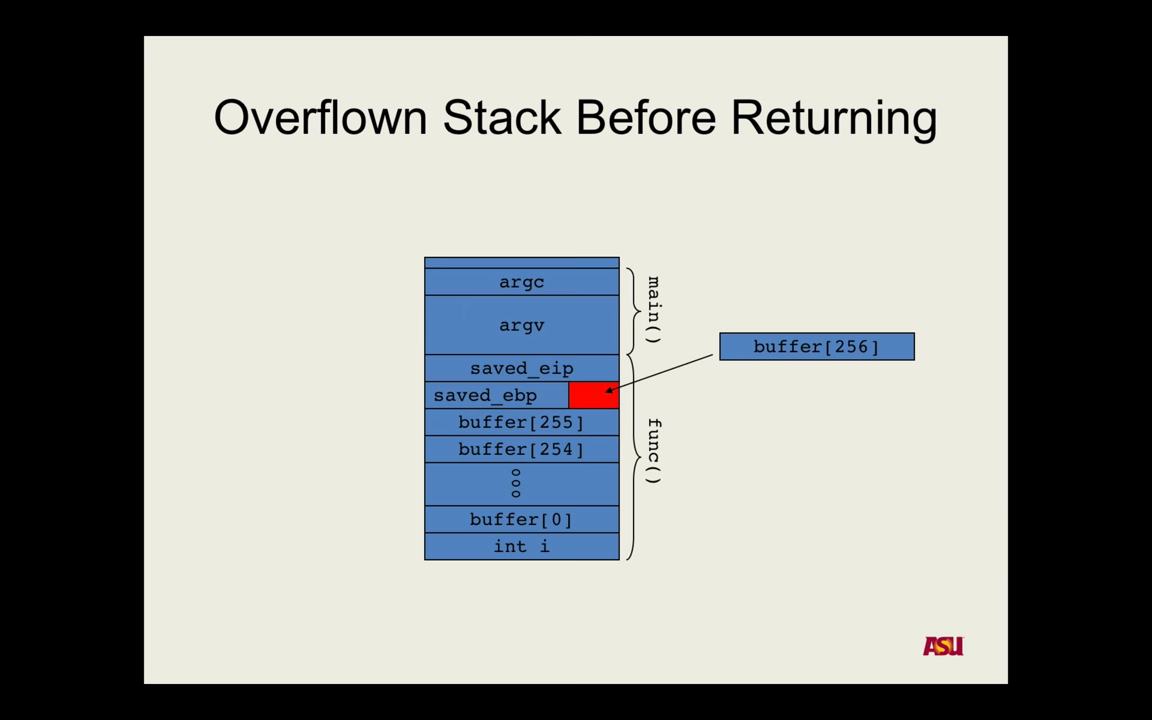 Overflown Stack Before Returning
argc
argv
main()
saved_eip
buffer[256]
saved_ebp
buffer[255]
buffer[254]
func()
buffer[0]
int i
ASU